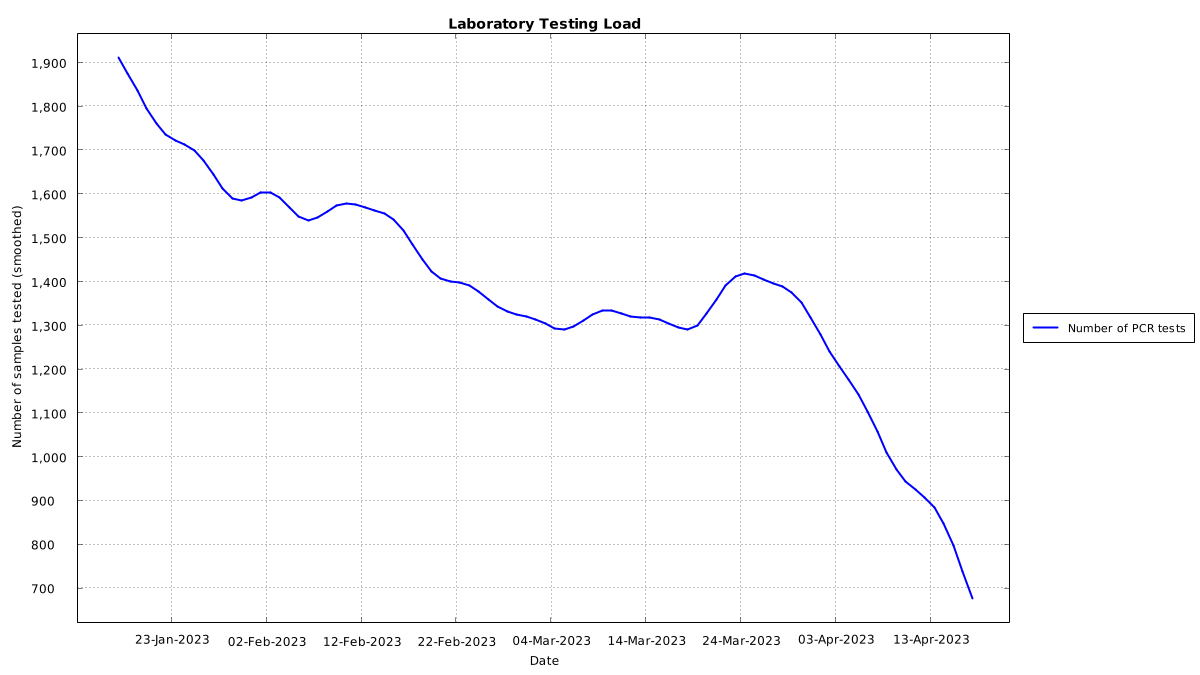 Laboratory Testing Load
Number of samples tested (smoothed)
1,900
1,800
1,700
1,600
1,500
1,400
1,300
1,200
1,100
1,000
900
800
700
23-Jan-2023
02-Feb-2023
12-Feb-2023
22-Feb-2023
04-Mar-2023
14-Mar-2023
24-Mar-2023
03-Apr-2023
13-Apr-2023
Date
Number of PCR tests